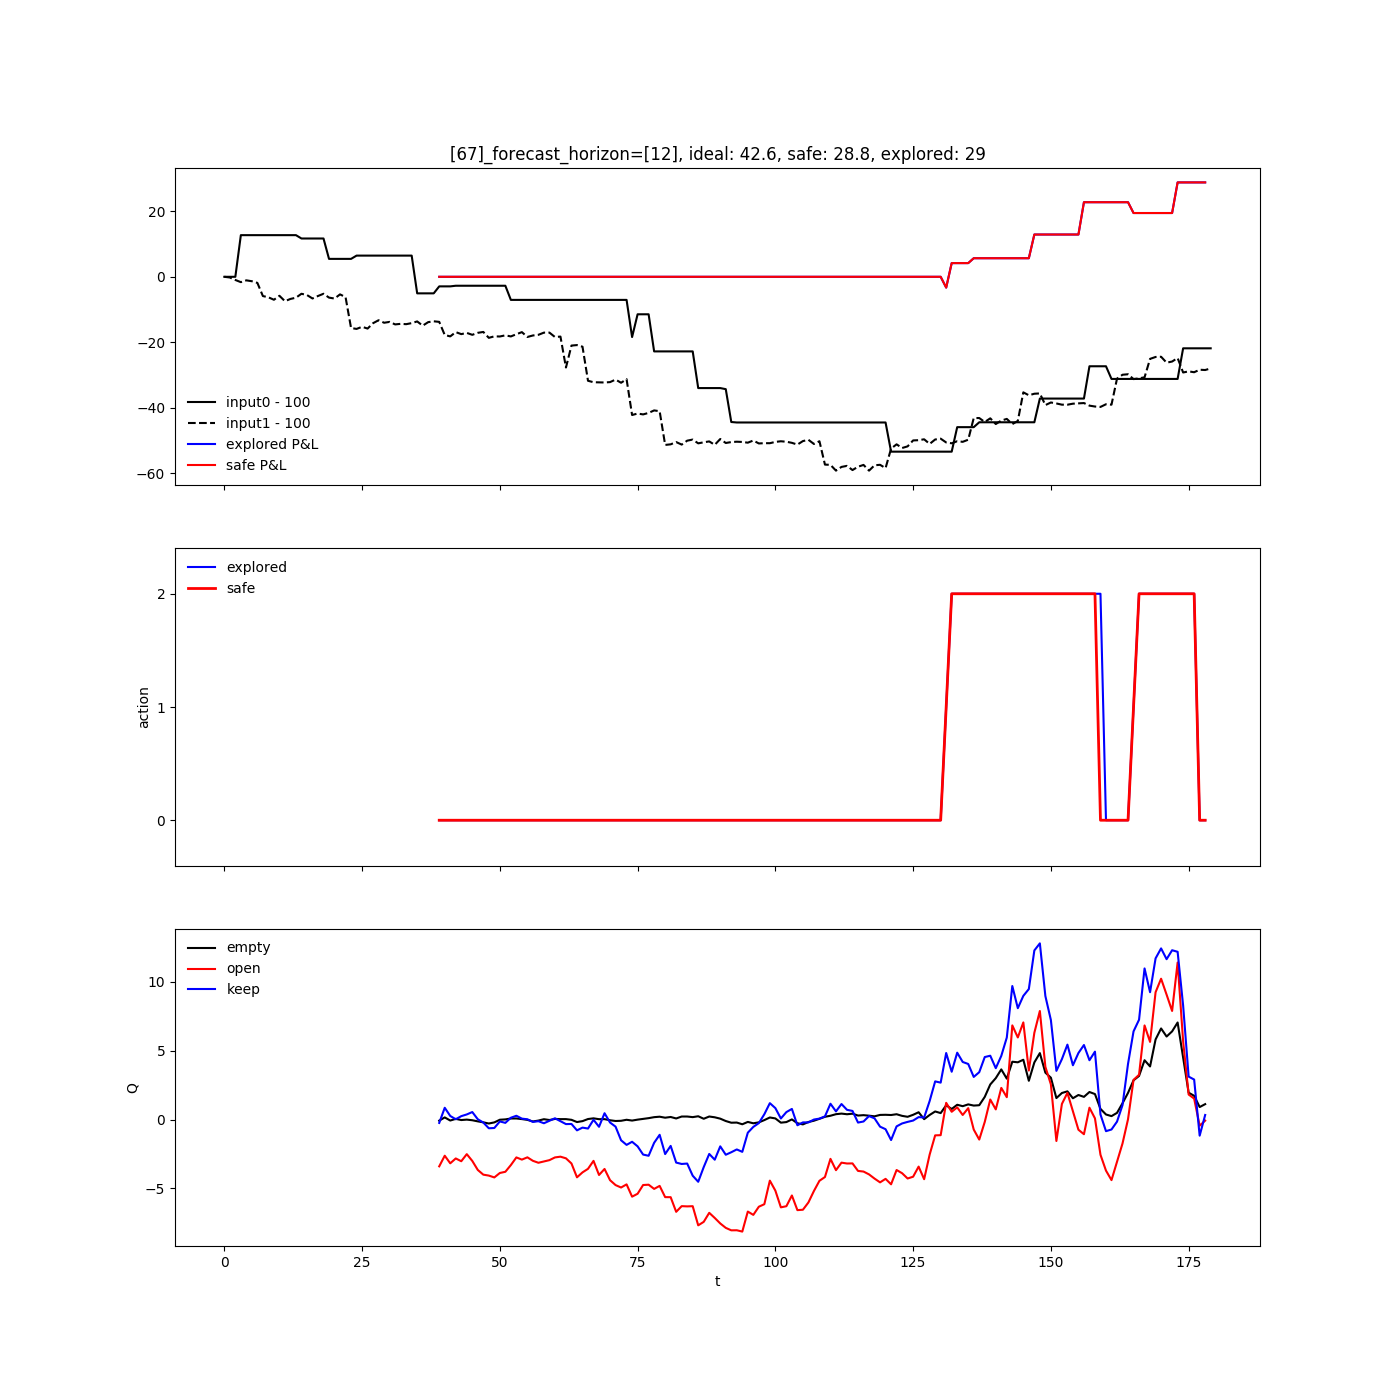 [67]_forecast_horizon=[12], ideal: 42.6, safe: 28.8, explored: 29
20
0
−20
−40
−60
input0 - 100
input1 - 100
explored P&L
safe P&L
explored
safe
2
1
0
action
empty
open
keep
10
5
0
−5
Q
0 25 50 75 100 125 150 175
t